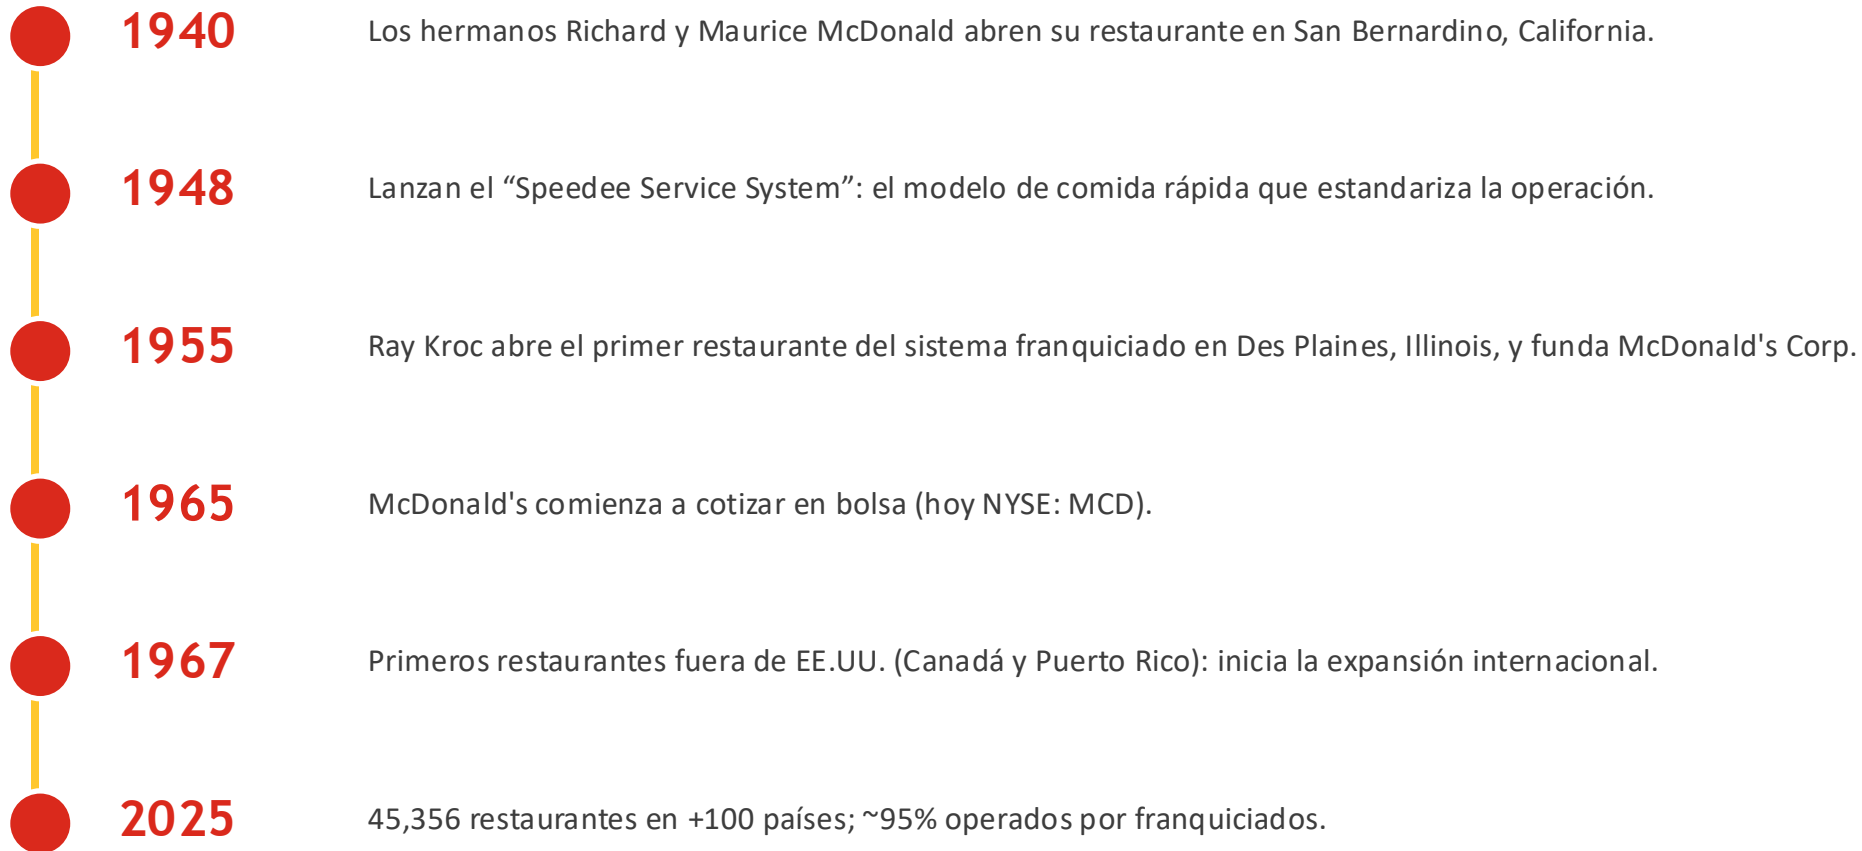 1940 Los hermanos Richard y Maurice McDonald abren su restaurante en San Bernardino, California.
1948 Lanzan el “Speedee Service System”: el modelo de comida rápida que estandariza la operación.
1955 Ray Kroc abre el primer restaurante del sistema franquiciado en Des Plaines, Illinois, y funda McDonald's Corp.
1965 McDonald's comienza a cotizar en bolsa (hoy NYSE: MCD).
1967 Primeros restaurantes fuera de EE.UU. (Canadá y Puerto Rico): inicia la expansión internacional.
2025 45,356 restaurantes en +100 países; ~95% operados por franquiciados.